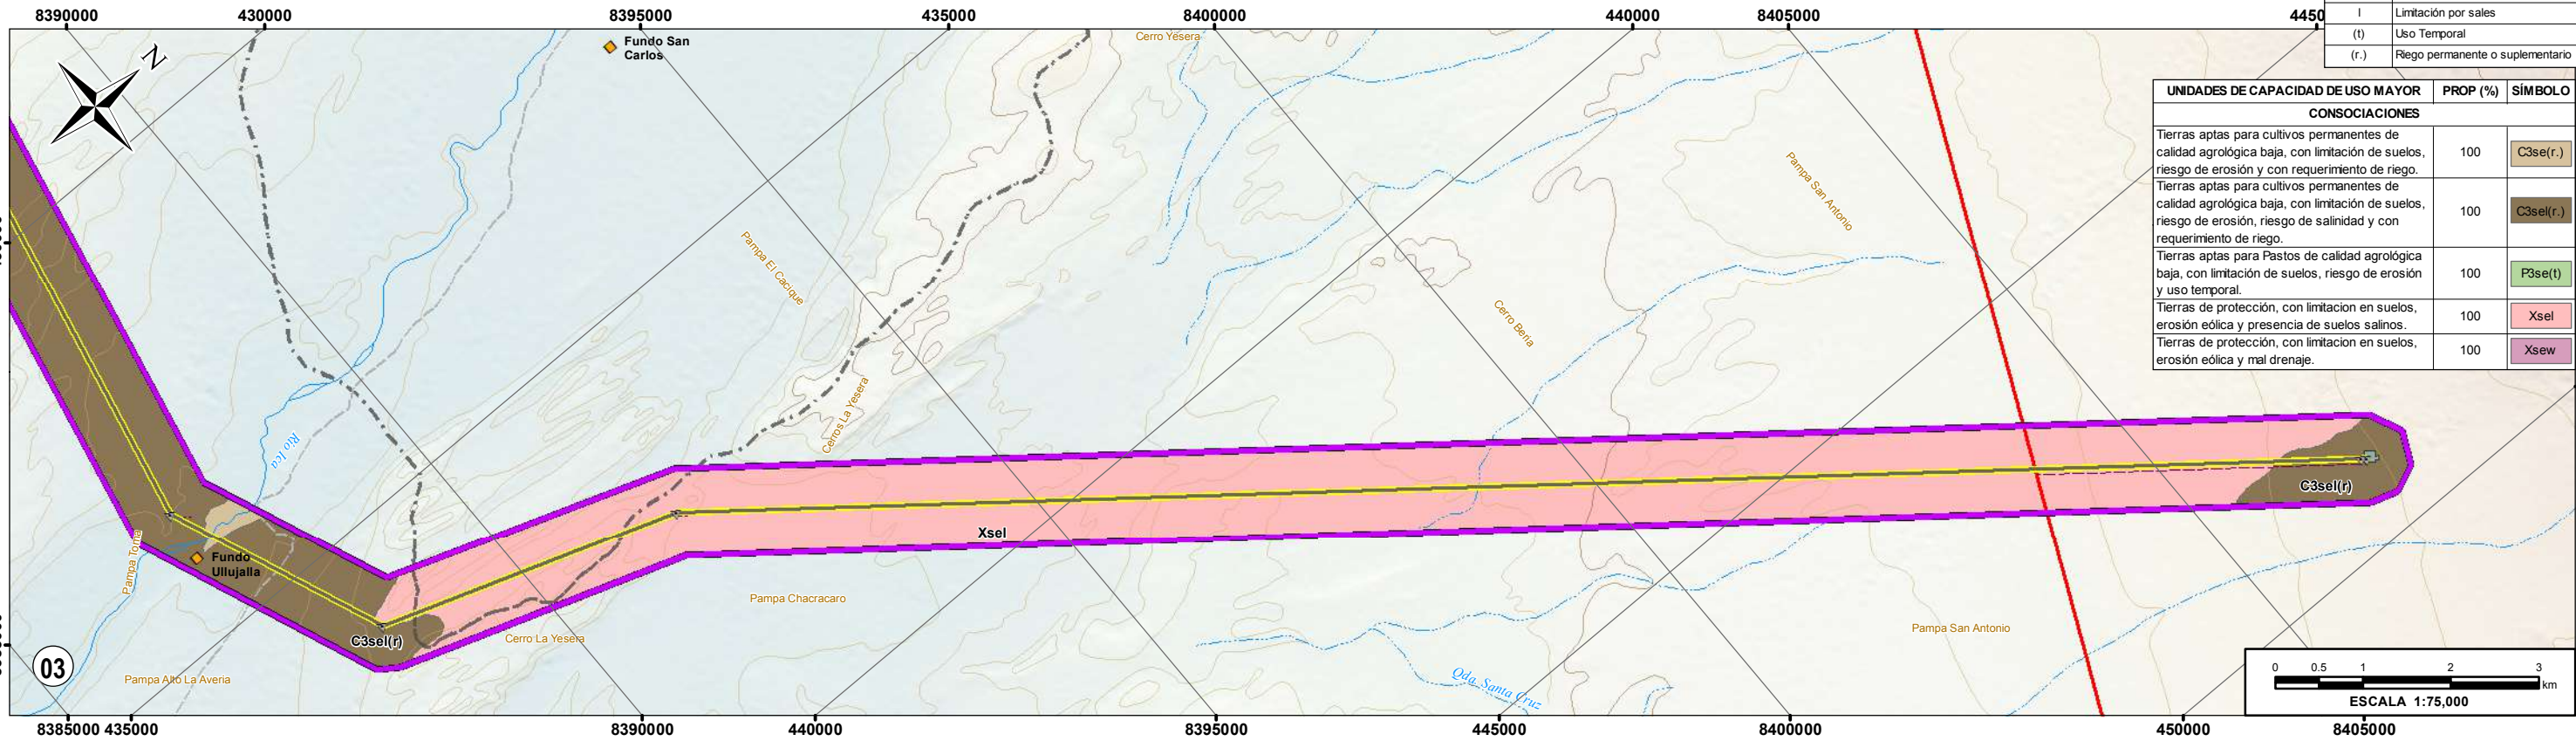 8390000
430000
8395000
435000
8400000
440000
8405000
l Limitación por sales
(t) Uso Temporal
(r.) Riego permanente o suplementario
N
Fundo San
Carlos
Cerro Yesera
UNIDADES DE CAPACIDAD DE USO MAYOR PROP (%) SÍMBOLO
CONSOCIACIONES
Tierras aptas para cultivos permanentes de
calidad agrológica baja, con limitación de suelos,
riesgo de erosión y con requerimiento de riego.
100 C3se(r.)
Tierras aptas para cultivos permanentes de
calidad agrológica baja, con limitación de suelos,
riesgo de erosión, riesgo de salinidad y con
requerimiento de riego.
100 C3sel(r.)
Tierras aptas para Pastos de calidad agrológica
baja, con limitación de suelos, riesgo de erosión
y uso temporal.
100 P3se(t)
Tierras de protección, con limitacion en suelos,
erosión eólica y presencia de suelos salinos.
100 Xsel
Tierras de protección, con limitacion en suelos,
erosión eólica y mal drenaje.
100 Xsew
Pampa San Antonio
Pampa El Cacique
Cerro Beria
Cerros La Yesera
Río Ica
Pampa Toma
Fundo
Ullujalla
C3sel(r)
Xsel
C3sel(r)
Pampa Chacracaro
Cerro La Yesera
Pampa San Antonio
Pampa Alto La Averia
Qda. Santa Cruz
03
0 0.5 1 2 3
km
ESCALA 1:75,000
8385000
435000
8390000
440000
8395000
445000
8400000
450000
8405000